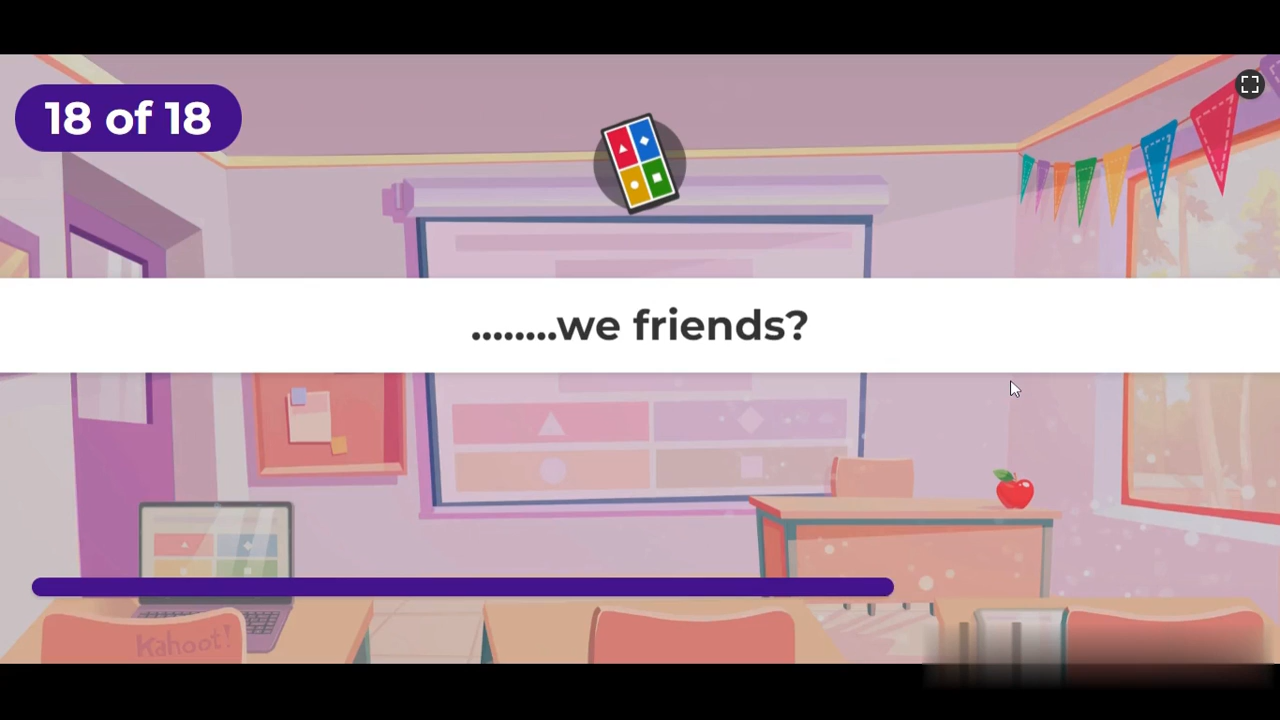 18 of 18
........we friends?
Kahoot!